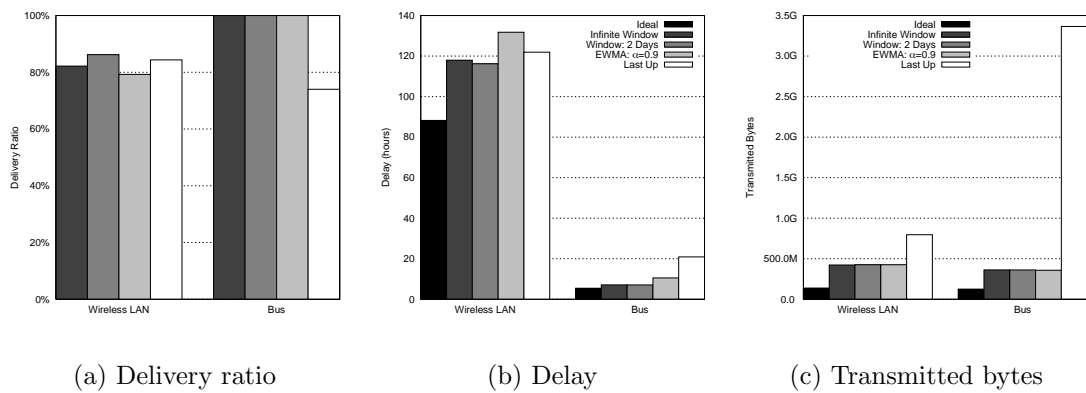 100%
80%
60%
40%
20%
0%
Delivery Ratio
Wireless LAN
Bus
140
120
100
80
60
40
20
0
Delay (hours)
Ideal
Infinite Window
Window: 2 Days
EWMA: α=0.9
Last Up
Wireless LAN
Bus
3.5G
3.0G
2.5G
2.0G
1.5G
1.0G
500.0M
0.0
Transmitted Bytes
Ideal
Infinite Window
Window: 2 Days
EWMA: α=0.9
Last Up
Wireless LAN
Bus
(a) Delivery ratio
(b) Delay
(c) Transmitted bytes